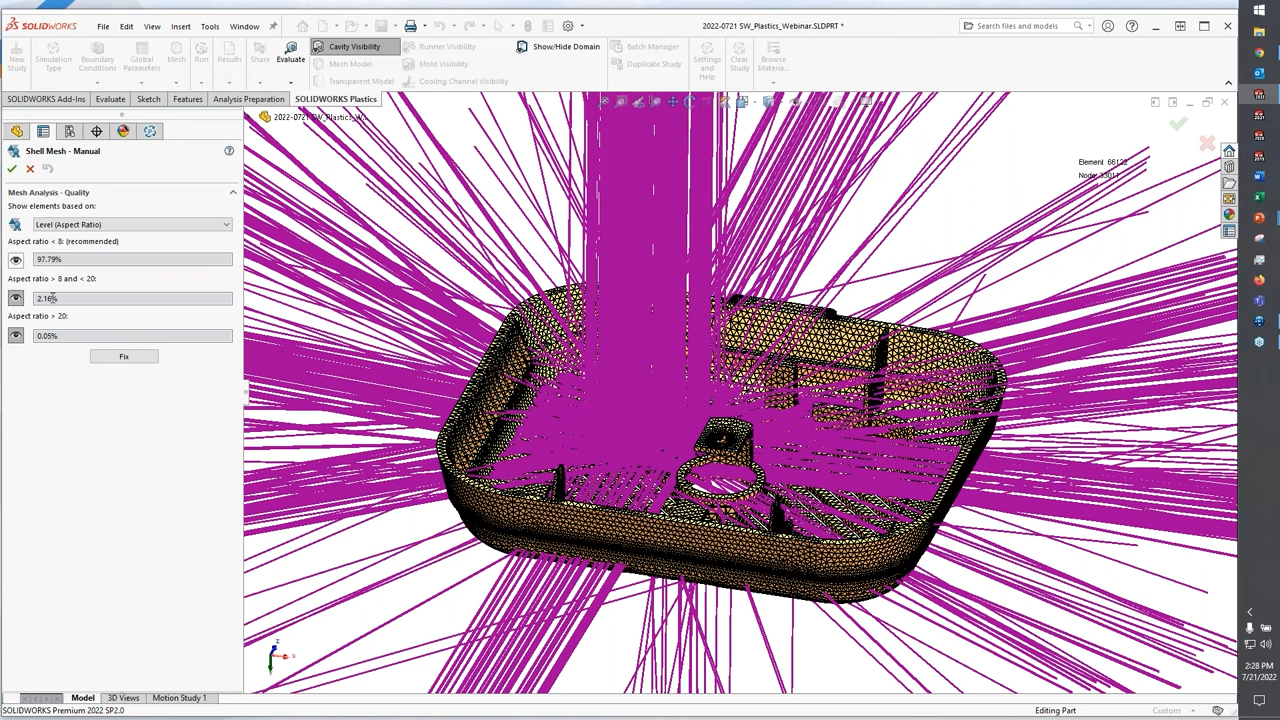 SOLIDWORKS File Edit View Insert Tools Window 2022-0721 SW_Plastics_Webinar.SLDPRT * Search files and models
New Study Simulation Type Boundary Conditions Global Parameters Mesh Run Results Share Evaluate
Cavity Visibility Runner Visibility Show/Hide Domain Batch Manager
Mesh Model Mold Visibility Duplicate Study
Transparent Model Cooling Channel Visibility
Settings and Help Clear Study Browse Materia...
SOLIDWORKS Add-Ins Evaluate Sketch Features Analysis Preparation SOLIDWORKS Plastics
2022-0721 SW_Plastics_W...
Shell Mesh - Manual
Element: 66122
Mesh Analysis - Quality
Show elements based on:
Level (Aspect Ratio)
Aspect ratio < 8: (recommended)
97.79%
Aspect ratio > 8 and < 20:
2.16%
Aspect ratio > 20:
0.05%
Fix
z
x
Model 3D Views Motion Study 1
SOLIDWORKS Premium 2022 SP2.0 Editing Part Custom
2:28 PM
7/21/2022